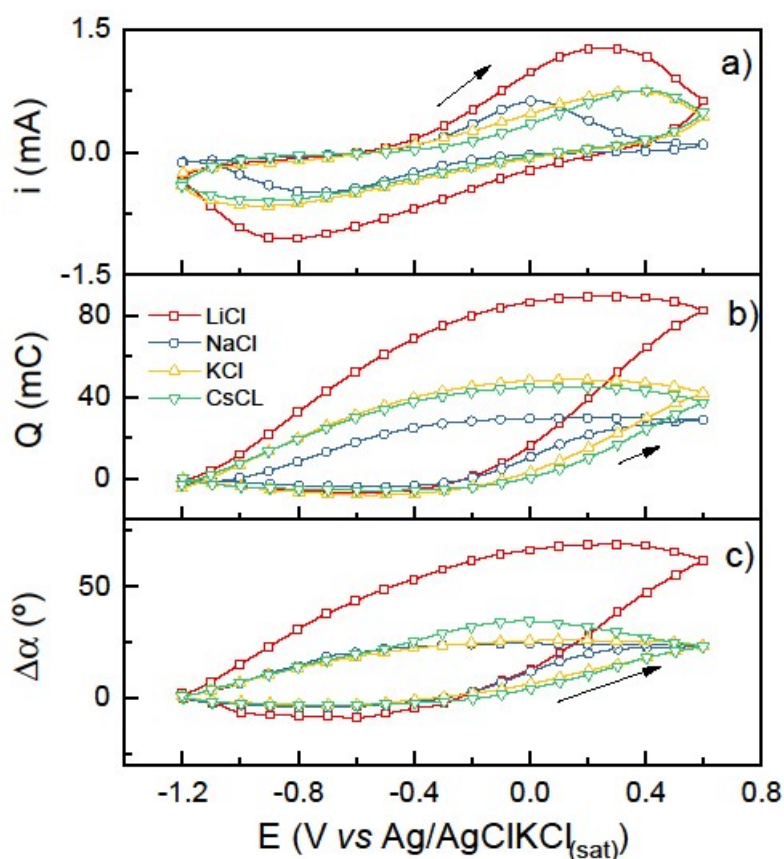 1.5
a)
i (mA)
0.0
-1.5
b)
LiCl
NaCl
KCl
CsCL
Q (mC)
80
40
0
c)
Δα (º)
50
0
-1.2 -0.8 -0.4 0.0 0.4 0.8
E (V vs Ag/AgClKCl(sat)